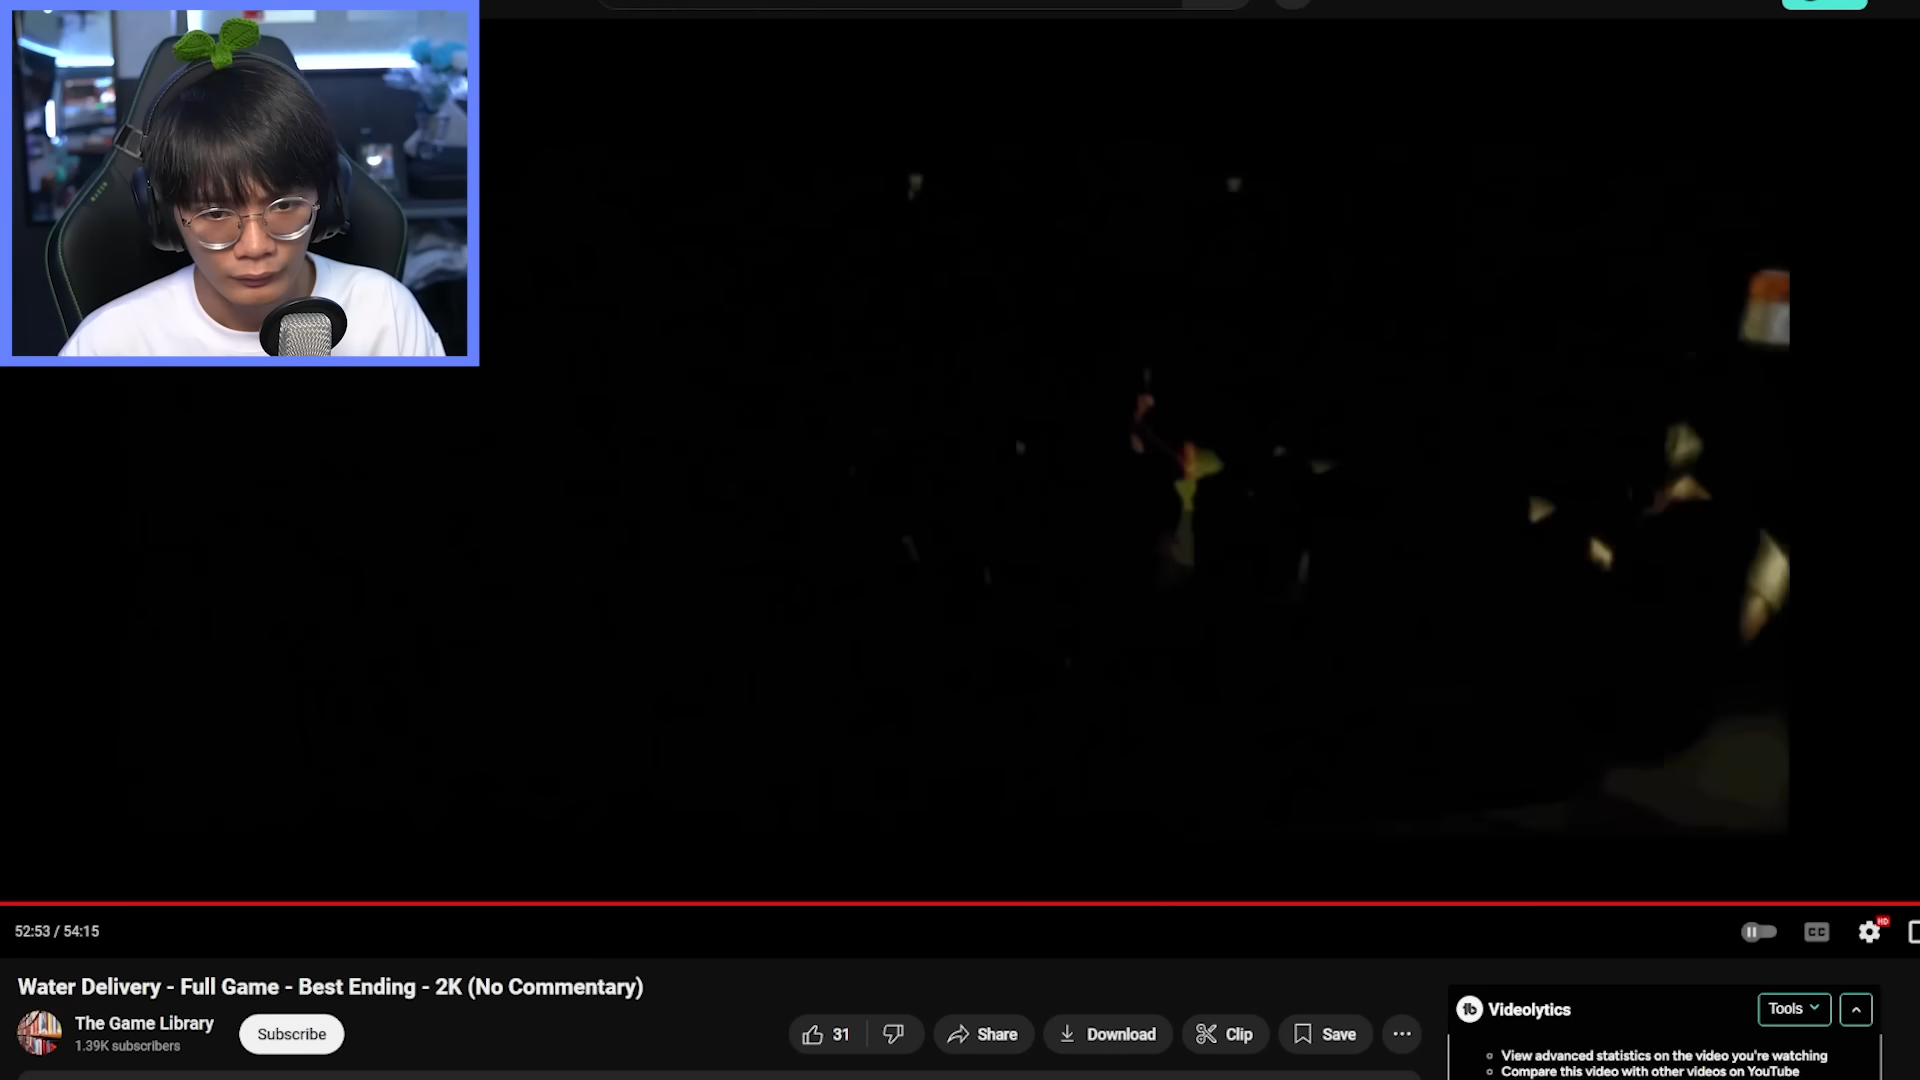 52:53 / 54:15
CC
HD
Water Delivery - Full Game - Best Ending - 2K (No Commentary)
The Game Library
1.39K subscribers
Subscribe
31
Share
Download
Clip
Save
Videolytics
Tools
View advanced statistics on the video you're watching
Compare this video with other videos on YouTube